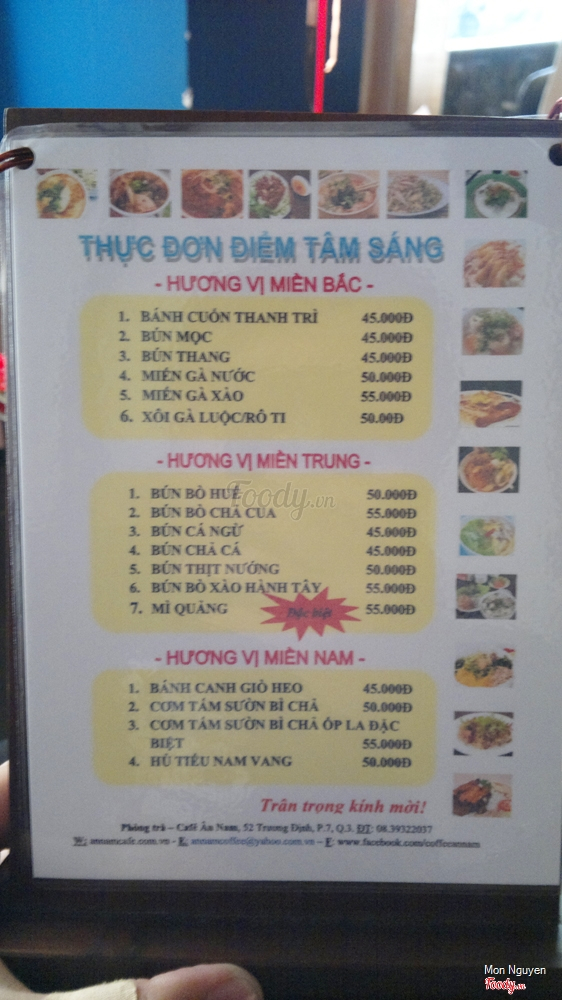 THỰC ĐƠN ĐIỂM TÂM SÁNG
- HƯƠNG VỊ MIỀN BẮC -
1. BÁNH CUỐN THANH TRÌ 45.000Đ
2. BÚN MỌC 45.000Đ
3. BÚN THANG 45.000Đ
4. MIẾN GÀ NƯỚC 50.000Đ
5. MIẾN GÀ XÀO 55.000Đ
6. XÔI GÀ LUỘC/RÔ TI 50.00Đ
- HƯƠNG VỊ MIỀN TRUNG -
1. BÚN BÒ HUẾ 50.000Đ
2. BÚN BÒ CHẢ CUA 55.000Đ
3. BÚN CÁ NGỪ 45.000Đ
4. BÚN CHẢ CÁ 45.000Đ
5. BÚN THỊT NƯỚNG 50.000Đ
6. BÚN BÒ XÀO HÀNH TÂY 55.000Đ
7. MÌ QUẢNG 55.000Đ
Đặc biệt
- HƯƠNG VỊ MIỀN NAM -
1. BÁNH CANH GIÒ HEO 45.000Đ
2. CƠM TẤM SƯỜN BÌ CHẢ 50.000Đ
3. CƠM TẤM SƯỜN BÌ CHẢ ỐP LA ĐẶC
BIỆT 55.000Đ
4. HỦ TIẾU NAM VANG 50.000Đ
Trân trọng kính mời!
Phòng trà – Café Ân Nam, 52 Trương Định, P.7, Q.3. ĐT: 08.39322037
W: annamcafe.com.vn - E: annamcoffee@yahoo.com.vn – F: www.facebook.com/coffeeannam
Foody.vn
Mon Nguyen
Foody.vn